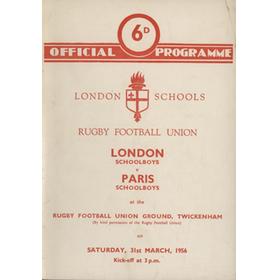 6D
OFFICIAL PROGRAMME
LONDON SCHOOLS
RUGBY FOOTBALL UNION
LONDON
SCHOOLBOYS
v
PARIS
SCHOOLBOYS
at the
RUGBY FOOTBALL UNION GROUND, TWICKENHAM
(By kind permission of the Rugby Football Union)
on
SATURDAY, 31st MARCH, 1956
Kick-off at 3 p.m.